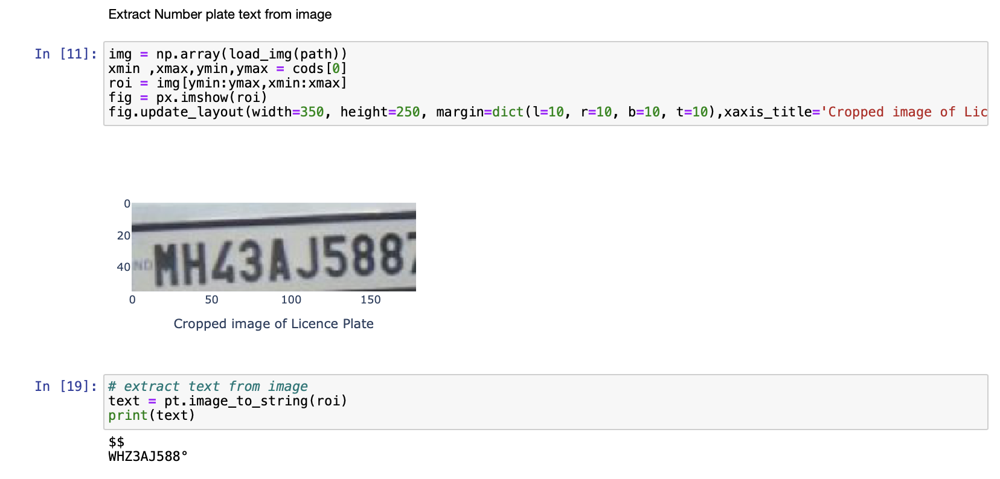 Extract Number plate text from image
In [11]:
img = np.array(load_img(path))
xmin ,xmax,ymin,ymax = cods[0]
roi = img[ymin:ymax,xmin:xmax]
fig = px.imshow(roi)
fig.update_layout(width=350, height=250, margin=dict(l=10, r=10, b=10, t=10),xaxis_title='Cropped image of Lic
0
20
40
ND
MH43AJ5887
0 50 100 150
Cropped image of Licence Plate
In [19]:
# extract text from image
text = pt.image_to_string(roi)
print(text)
$$
WHZ3AJ588°